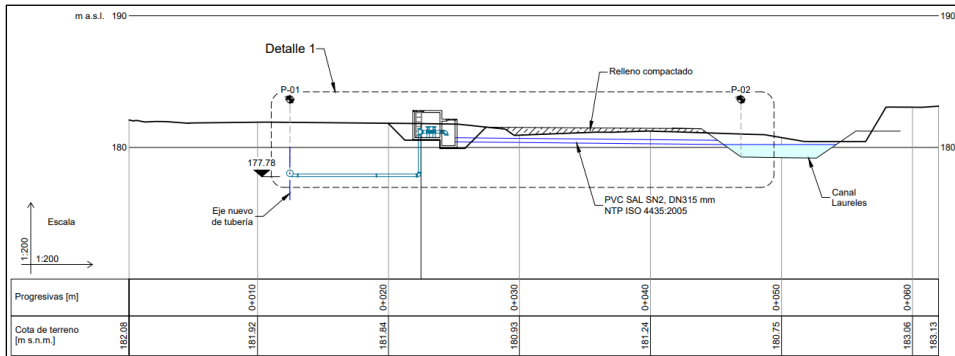 m a.s.l. 190
190
Detalle 1
P-01
Relleno compactado
P-02
180
180
177.78
Eje nuevo
de tubería
PVC SAL SN2, DN315 mm
NTP ISO 4435:2005
Canal
Laureles
Escala
1:200
1:200
Progresivas [m]
0+010
0+020
0+030
0+040
0+050
0+060
Cota de terreno
[m s.n.m.]
182.08
181.92
181.84
180.93
181.24
180.75
183.06
183.13